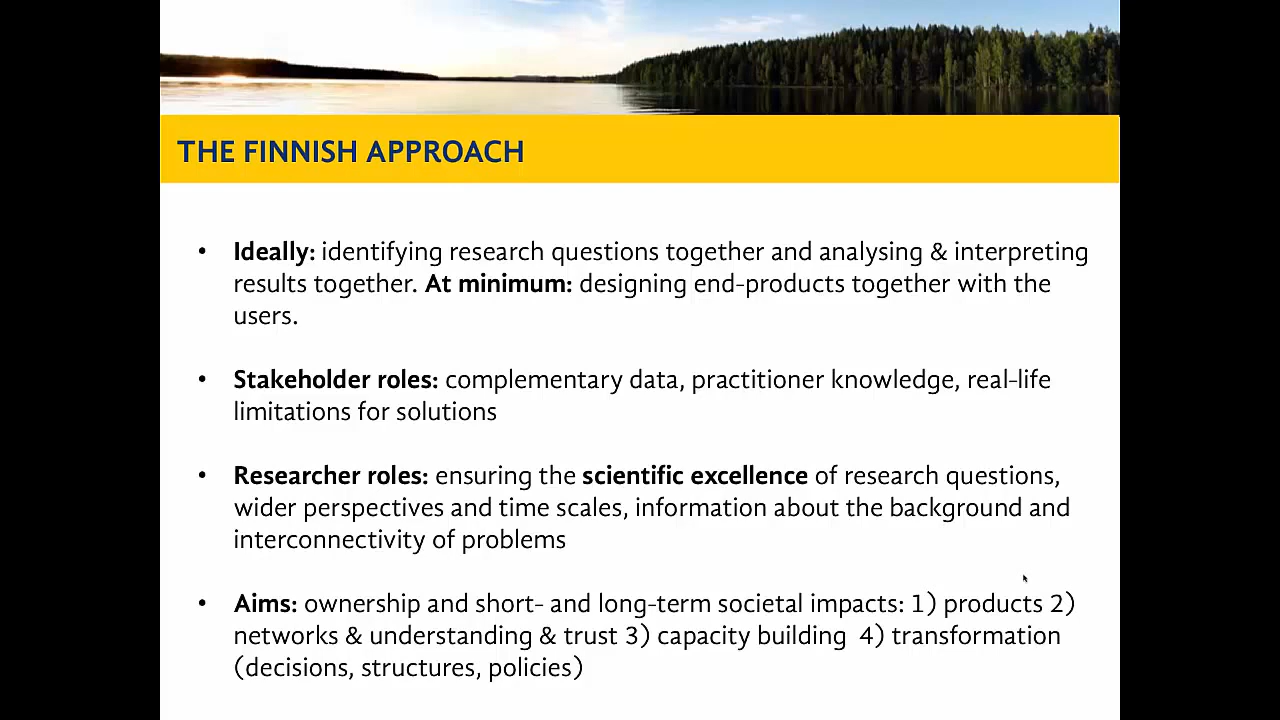 THE FINNISH APPROACH
• Ideally: identifying research questions together and analysing & interpreting
results together. At minimum: designing end-products together with the
users.
• Stakeholder roles: complementary data, practitioner knowledge, real-life
limitations for solutions
• Researcher roles: ensuring the scientific excellence of research questions,
wider perspectives and time scales, information about the background and
interconnectivity of problems
• Aims: ownership and short- and long-term societal impacts: 1) products 2)
networks & understanding & trust 3) capacity building  4) transformation
(decisions, structures, policies)